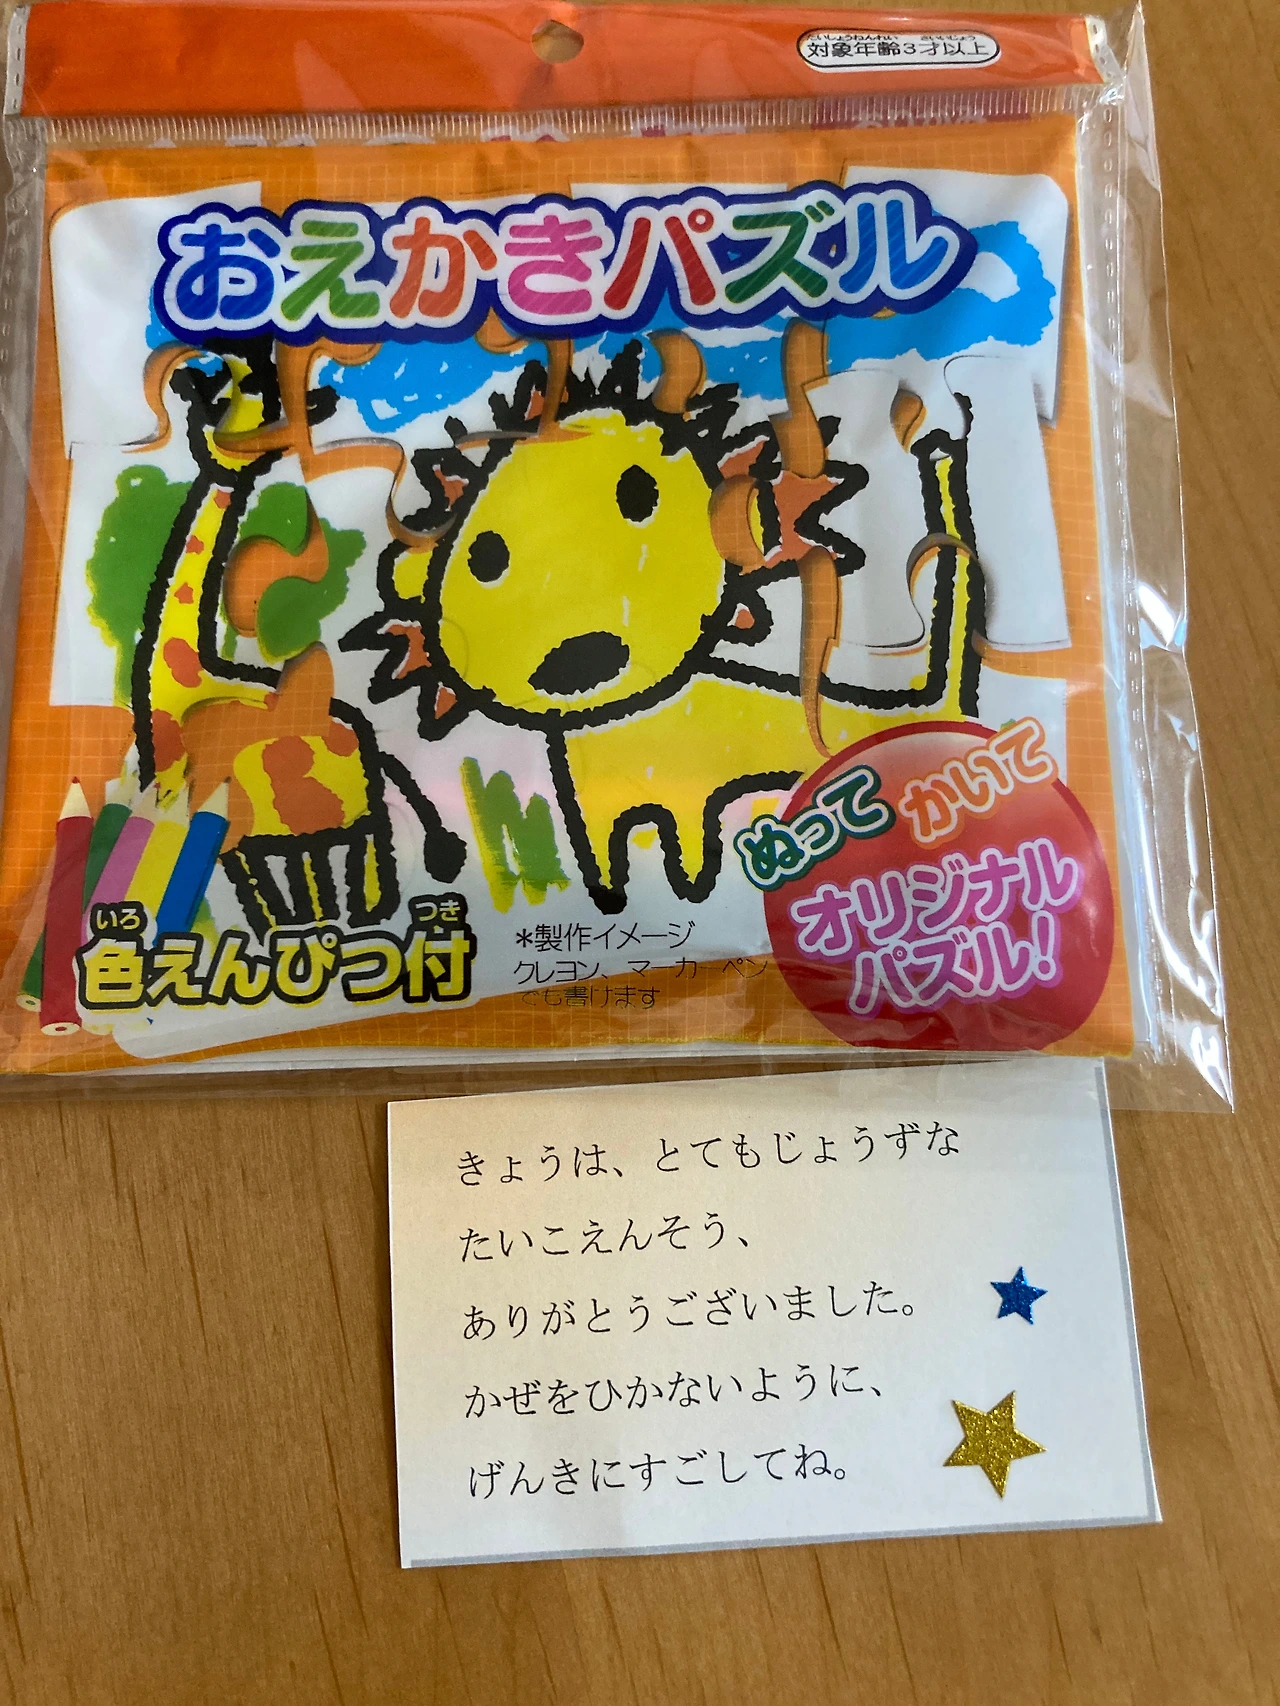 たいしょうねんれい さいいじょう
対象年齢3才以上
おえかきパズル
ぬって かいて
オリジナル
パズル!
いろ つき
色えんぴつ付
*製作イメージ
クレヨン、マーカーペン
でも書けます
きょうは、とてもじょうずな
たいこえんそう、
ありがとうございました。
かぜをひかないように、
げんきにすごしてね。